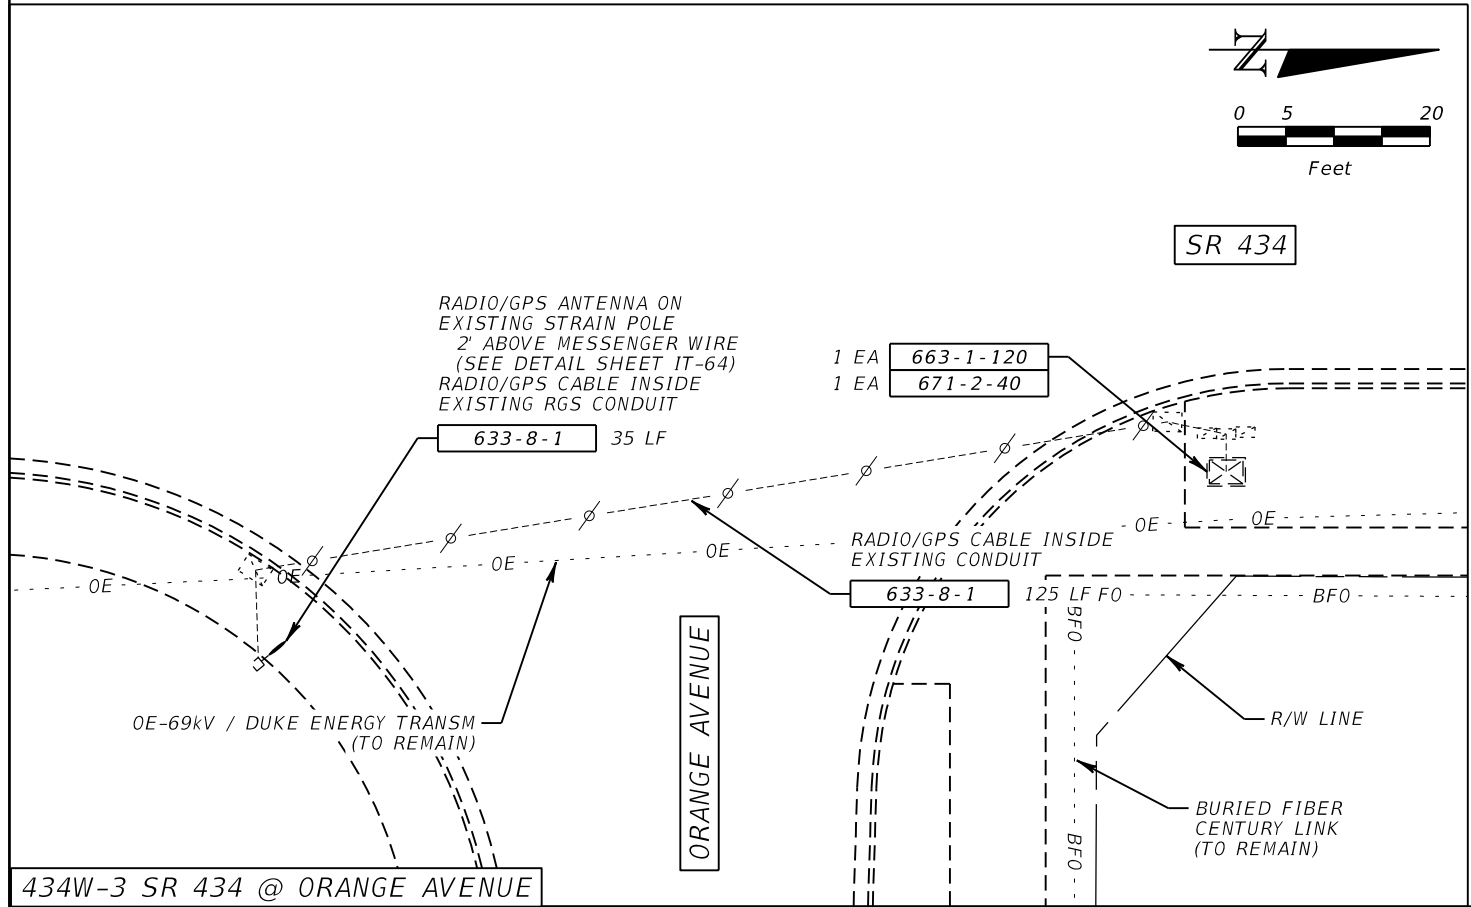 N
0 5 20
Feet
SR 434
RADIO/GPS ANTENNA ON
EXISTING STRAIN POLE
2' ABOVE MESSENGER WIRE
(SEE DETAIL SHEET IT-64)
RADIO/GPS CABLE INSIDE
EXISTING RGS CONDUIT
633-8-1 35 LF
1 EA 663-1-120
1 EA 671-2-40
OE
OE
OE
OE
OE
OE
RADIO/GPS CABLE INSIDE
EXISTING CONDUIT
633-8-1 125 LF
FO
BFO
BFO
BFO
ORANGE AVENUE
OE-69kV / DUKE ENERGY TRANSM
(TO REMAIN)
R/W LINE
BURIED FIBER
CENTURY LINK
(TO REMAIN)
434W-3 SR 434 @ ORANGE AVENUE